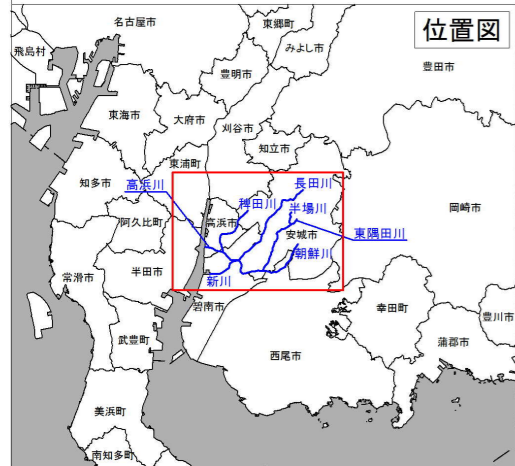 位置図
名古屋市
東郷町
みよし市
飛島村
豊明市
豊田市
東海市
大府市
刈谷市
知立市
東浦町
知多市
高浜川
長田川
稗田川
半場川
岡崎市
阿久比町
高浜市
安城市
東隅田川
朝鮮川
半田市
常滑市
新川
碧南市
幸田町
豊川市
武豊町
蒲郡市
西尾市
美浜町
南知多町